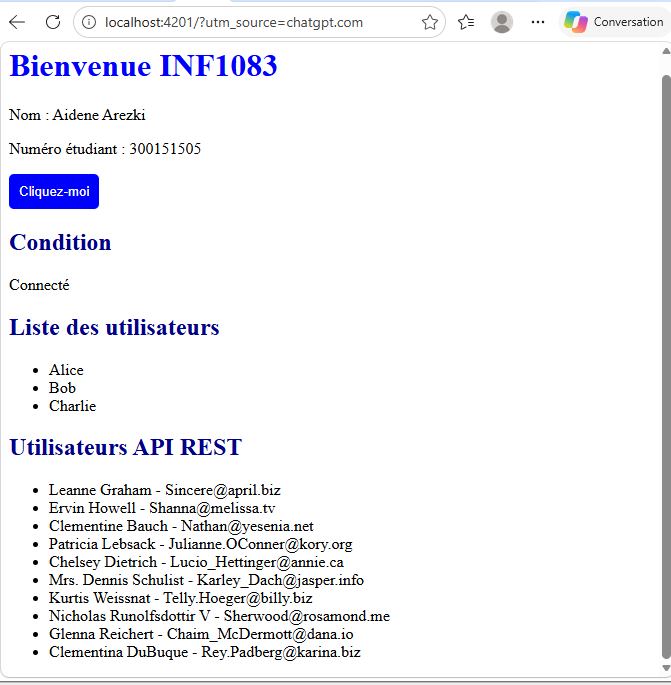 localhost:4201/?utm_source=chatgpt.com
Conversation
Bienvenue INF1083
Nom : Aidene Arezki
Numéro étudiant : 300151505
Cliquez-moi
Condition
Connecté
Liste des utilisateurs
• Alice
• Bob
• Charlie
Utilisateurs API REST
• Leanne Graham - Sincere@april.biz
• Ervin Howell - Shanna@melissa.tv
• Clementine Bauch - Nathan@yesenia.net
• Patricia Lebsack - Julianne.OConner@kory.org
• Chelsey Dietrich - Lucio_Hettinger@annie.ca
• Mrs. Dennis Schulist - Karley_Dach@jasper.info
• Kurtis Weissnat - Telly.Hoeger@billy.biz
• Nicholas Runolfsdottir V - Sherwood@rosamond.me
• Glenna Reichert - Chaim_McDermott@dana.io
• Clementina DuBuque - Rey.Padberg@karina.biz